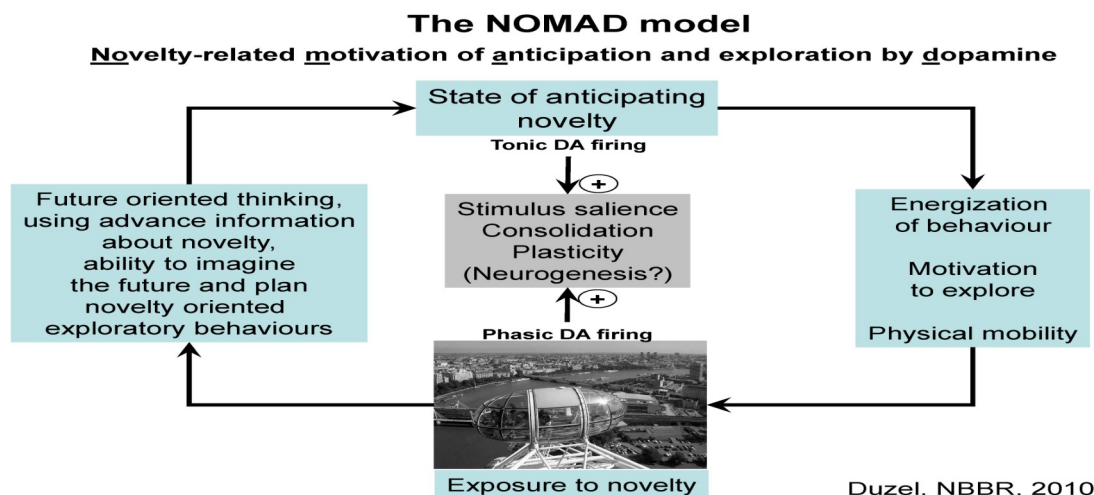 The NOMAD model
Novelty-related motivation of anticipation and exploration by dopamine
State of anticipating
novelty
Tonic DA firing
+
Stimulus salience
Consolidation
Plasticity
(Neurogenesis?)
+
Phasic DA firing
Future oriented thinking,
using advance information
about novelty,
ability to imagine
the future and plan
novelty oriented
exploratory behaviours
Energization
of behaviour
Motivation
to explore
Physical mobility
Exposure to novelty
Duzel, NBBR, 2010